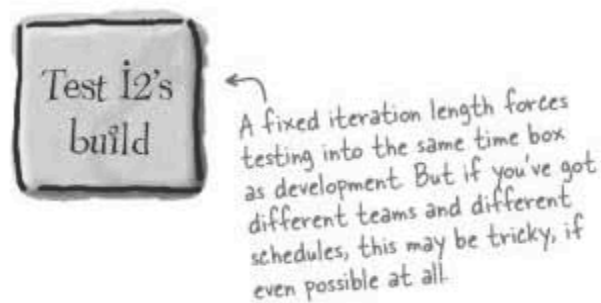 Test i2's
build
A fixed iteration length forces
testing into the same time box
as development. But if you've got
different teams and different
schedules, this may be tricky, if
even possible at all.